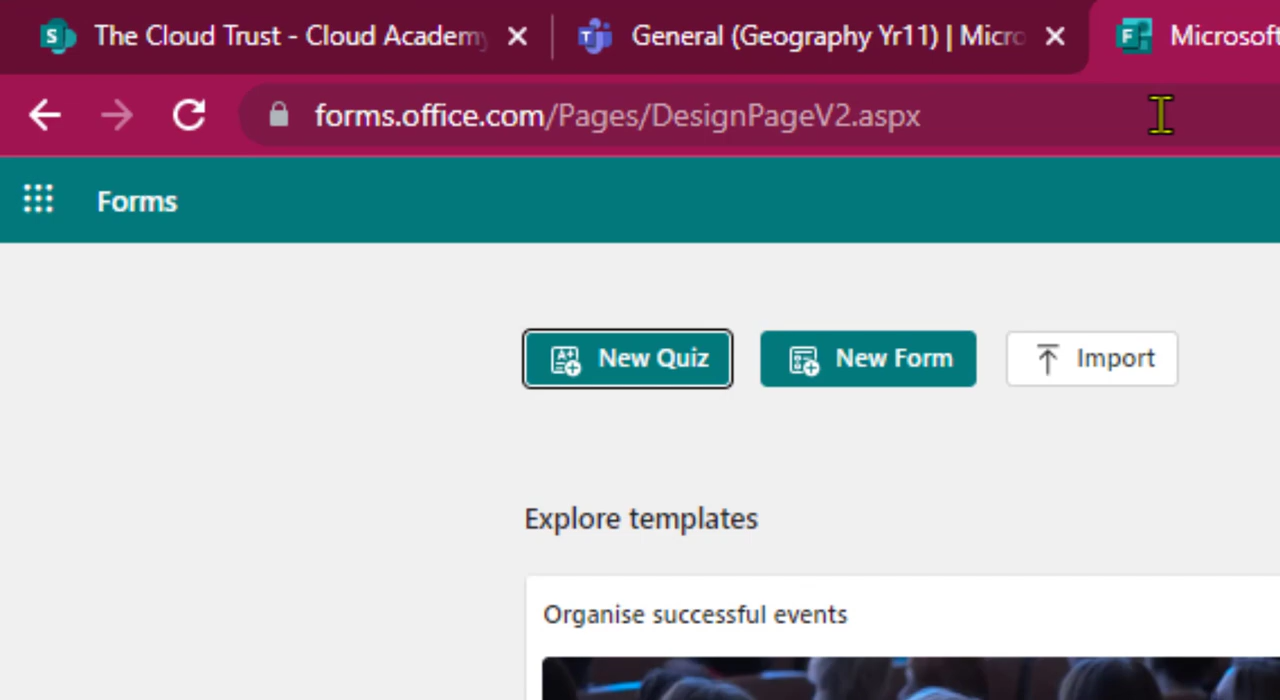 The Cloud Trust - Cloud Academy
General (Geography Yr11) | Micro
Microsoft
forms.office.com/Pages/DesignPageV2.aspx
Forms
New Quiz
New Form
Import
Explore templates
Organise successful events